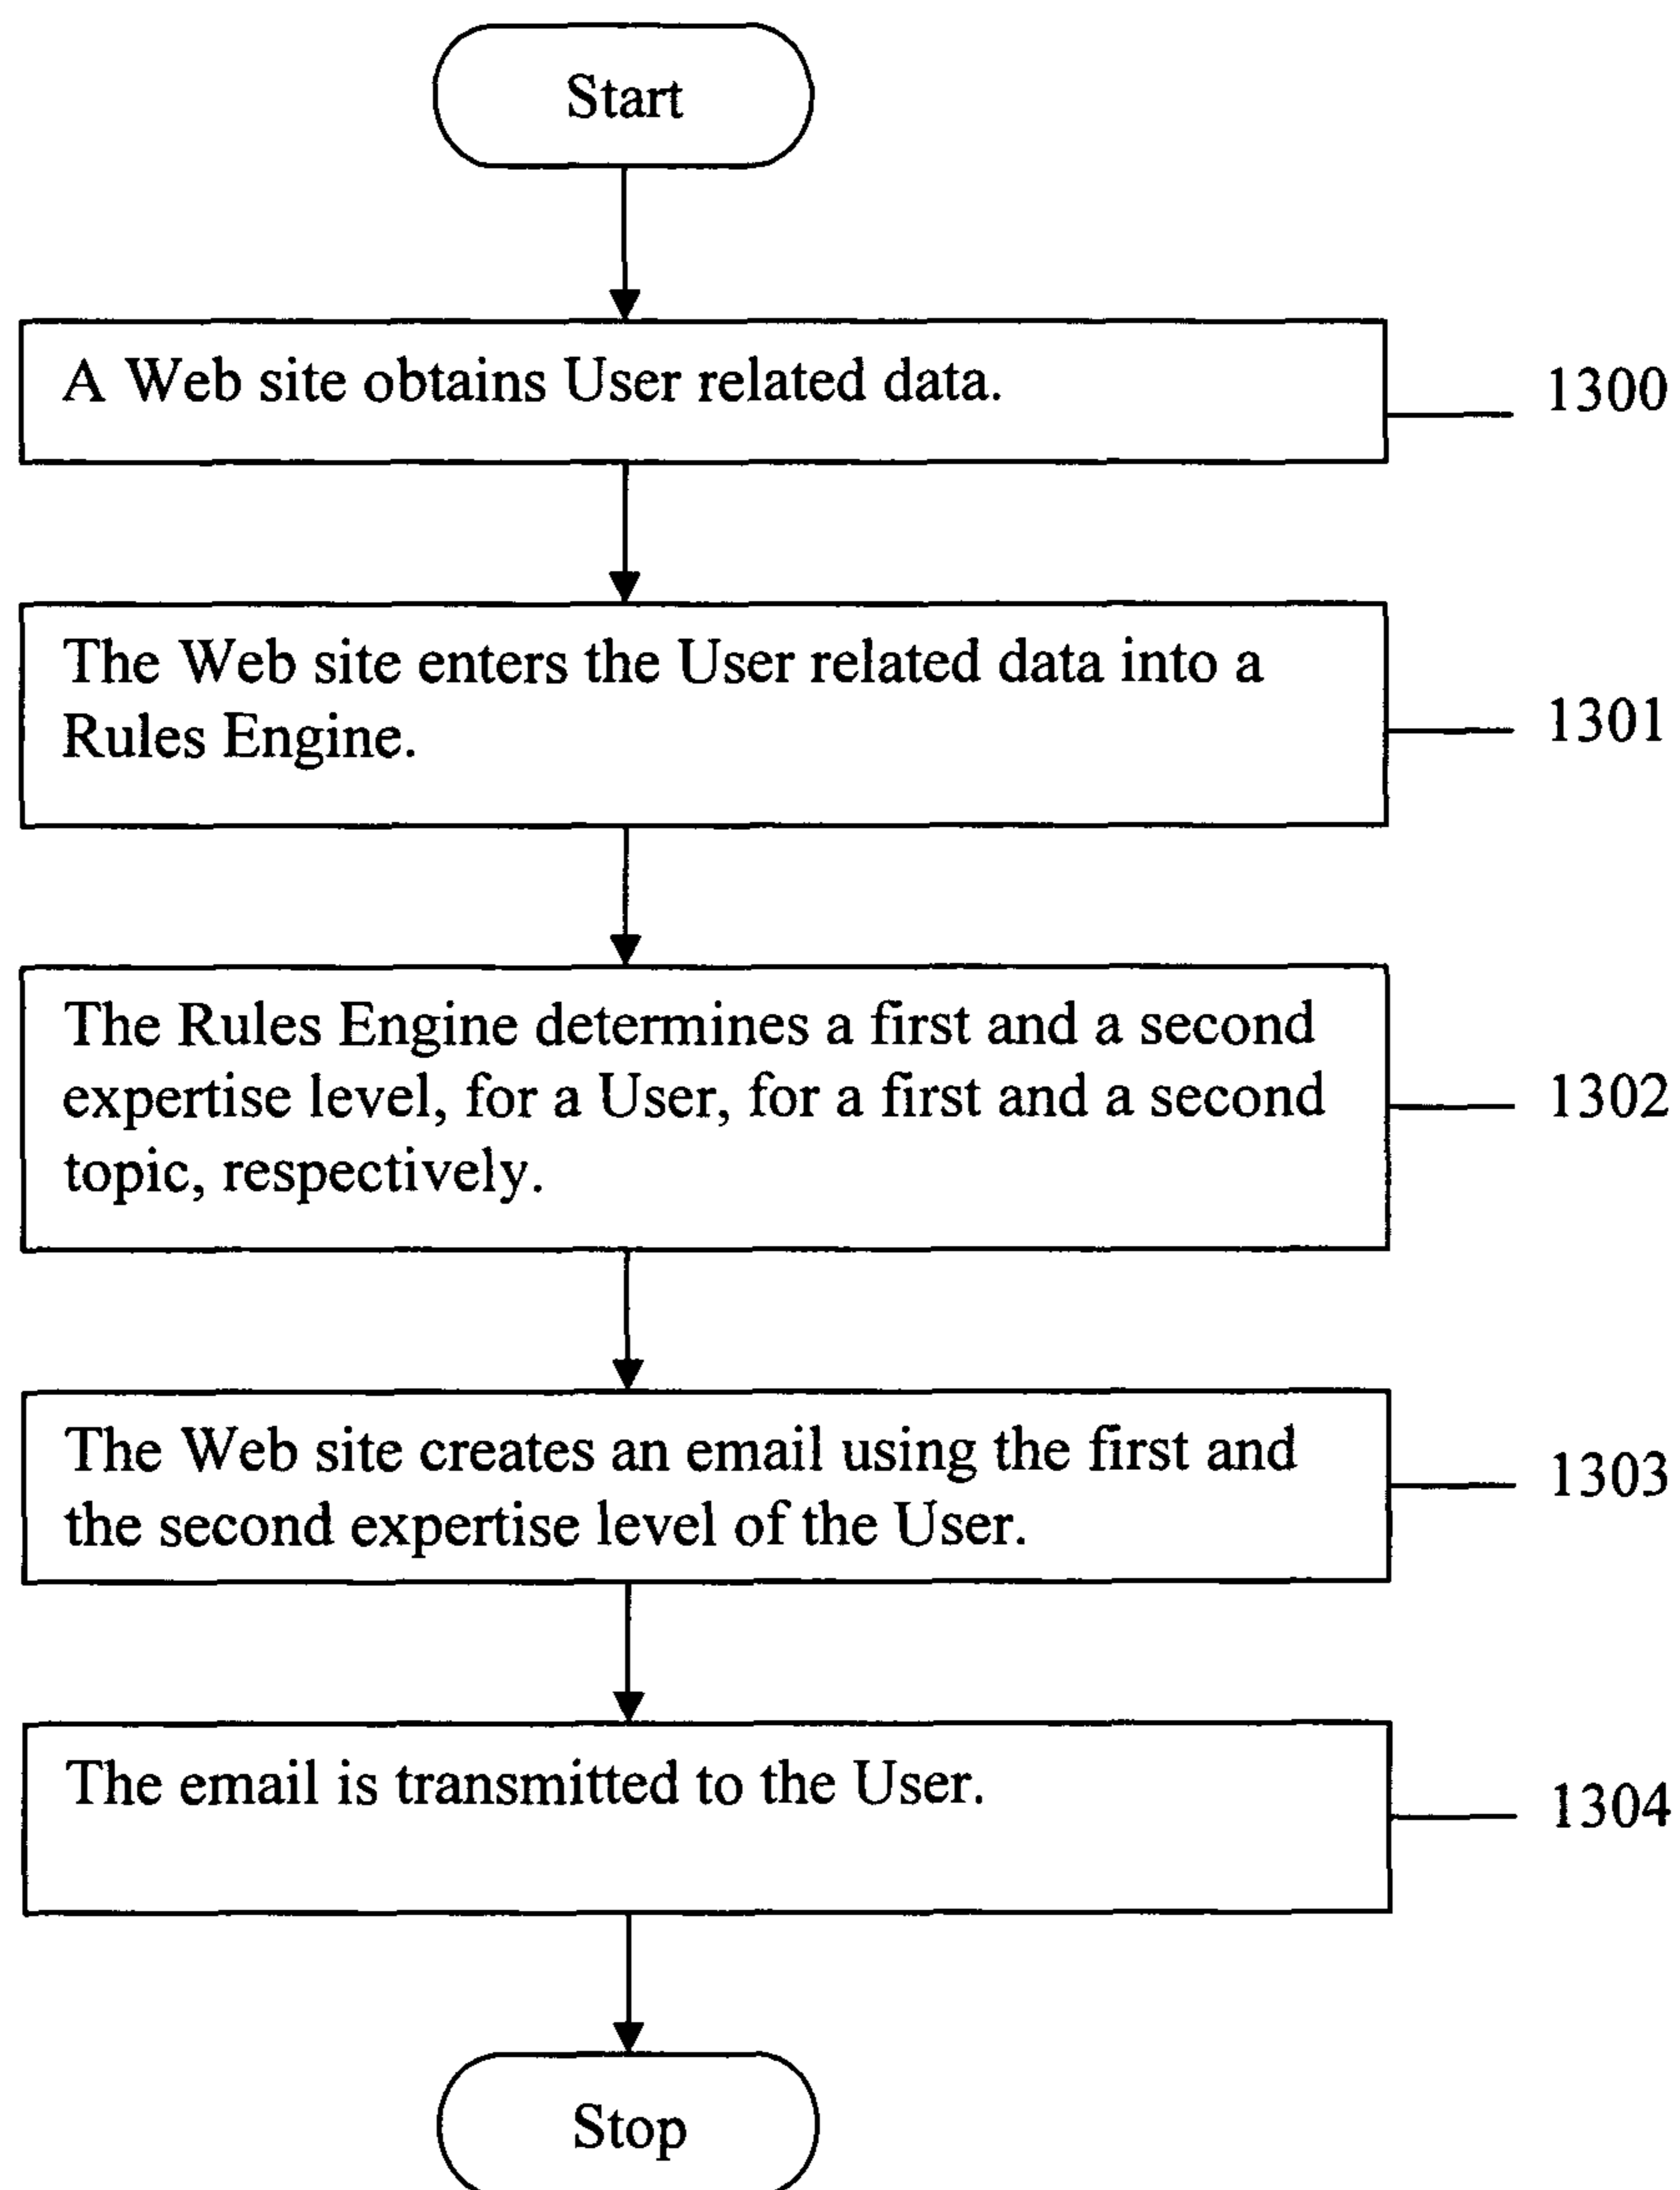 Start
A Web site obtains User related data.
1300
The Web site enters the User related data into a
Rules Engine.
1301
The Rules Engine determines a first and a second
expertise level, for a User, for a first and a second
topic, respectively.
1302
The Web site creates an email using the first and
the second expertise level of the User.
1303
The email is transmitted to the User.
1304
Stop